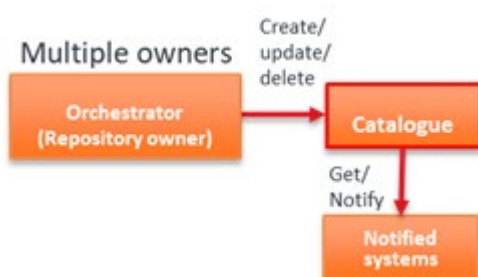 Create/
update/
delete
Multiple owners
Orchestrator
(Repository owner)
Catalogue
Get/
Notify
Notified
systems